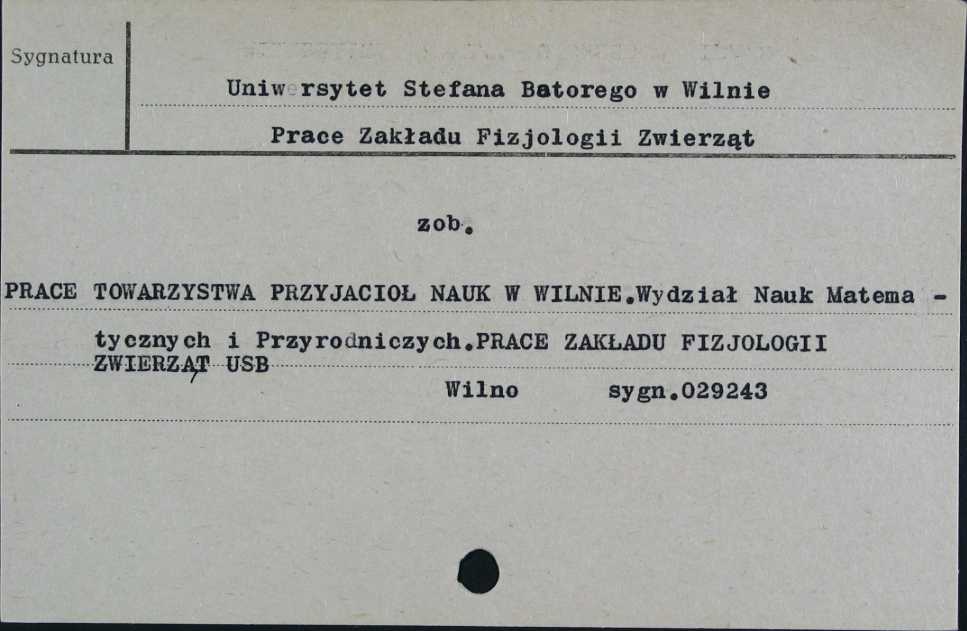 Sygnatura
Uniwersytet Stefana Batorego w Wilnie
Prace Zakładu Fizjologii Zwierząt
zob.
PRACE TOWARZYSTWA PRZYJACIOŁ NAUK W WILNIE.Wydział Nauk Matema -
tycznych i Przyrodniczych.PRACE ZAKŁADU FIZJOLOGII
ZWIERZĄT USB
Wilno sygn.029243